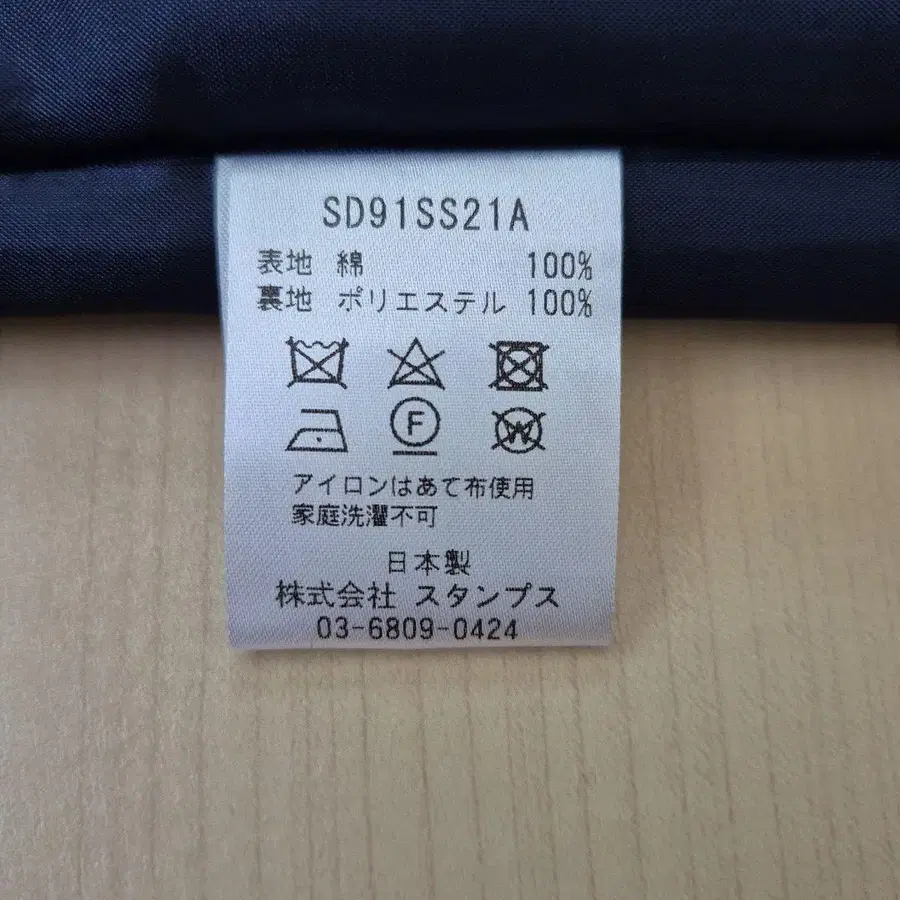 SD91SS21A
表地 綿 100%
裏地 ポリエステル 100%
F
W
アイロンはあて布使用
家庭洗濯不可
日本製
株式会社 スタンプス
03-6809-0424